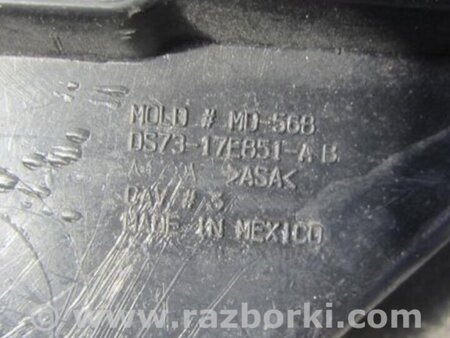 MOLD # MD-568
DS73-17E851-A B
A A >ASA<
CAV # 3
MADE IN MEXICO
© www.razborki.com